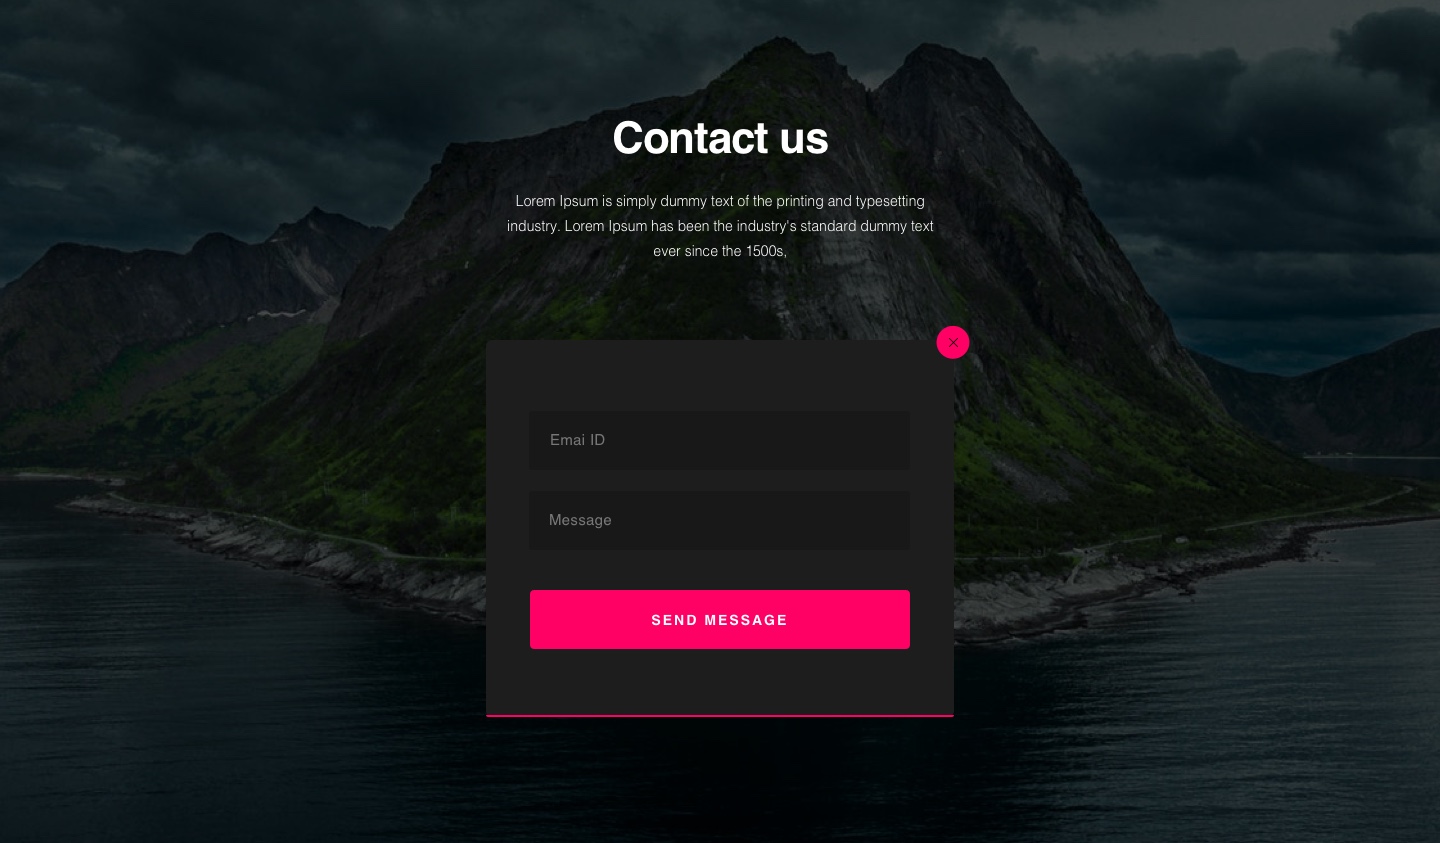 Contact us
Lorem Ipsum is simply dummy text of the printing and typesetting
industry. Lorem Ipsum has been the industry's standard dummy text
ever since the 1500s,
Emai ID
Message
SEND MESSAGE